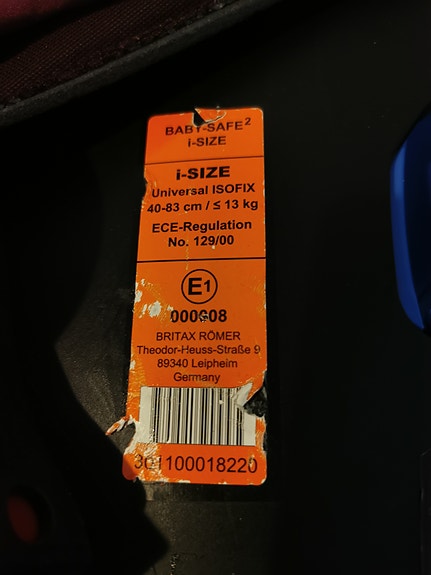 BABY-SAFE²
i-SIZE
i-SIZE
Universal ISOFIX
40-83 cm / ≤ 13 kg
ECE-Regulation
No. 129/00
E1
000008
BRITAX RÖMER
Theodor-Heuss-Straße 9
89340 Leipheim
Germany
301100018220